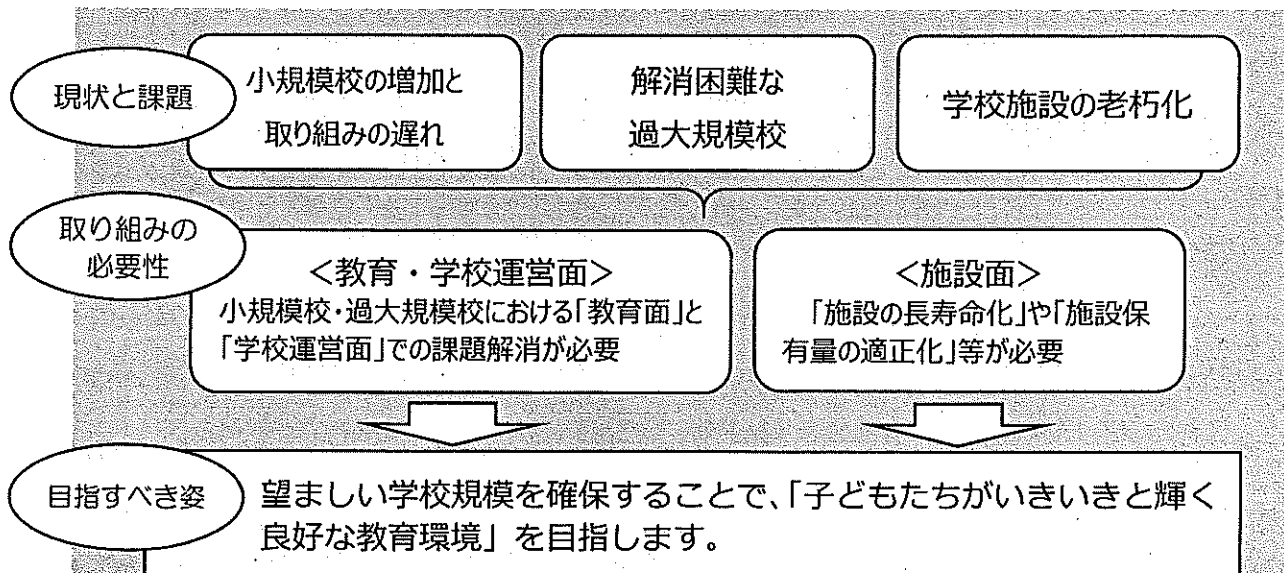 現状と課題
小規模校の増加と
取り組みの遅れ
解消困難な
過大規模校
学校施設の老朽化
取り組みの
必要性
＜教育・学校運営面＞
小規模校・過大規模校における「教育面」と
「学校運営面」での課題解消が必要
＜施設面＞
「施設の長寿命化」や「施設保
有量の適正化」等が必要
目指すべき姿
望ましい学校規模を確保することで、「子どもたちがいきいきと輝く
良好な教育環境」を目指します。